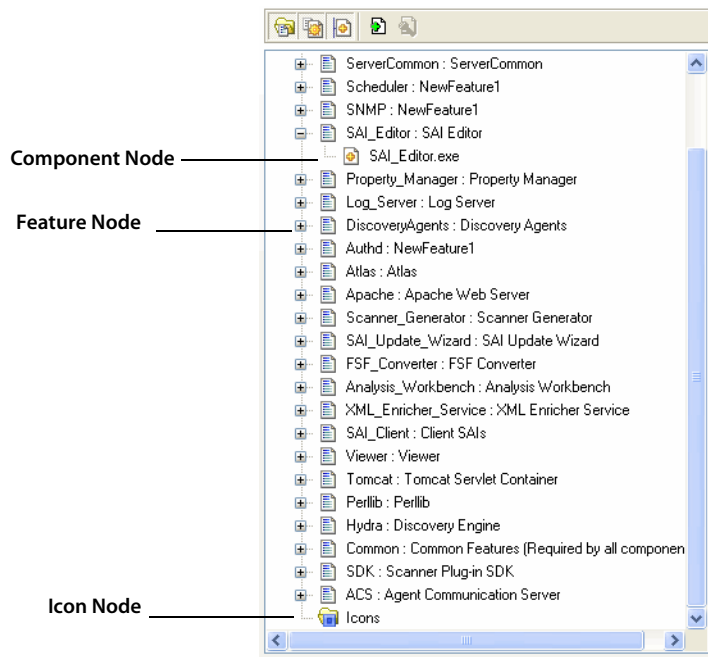 ServerCommon : ServerCommon
Scheduler : NewFeature1
SNMP : NewFeature1
SAI_Editor : SAI Editor
Component Node
SAI_Editor.exe
Property_Manager : Property Manager
Log_Server : Log Server
Feature Node
DiscoveryAgents : Discovery Agents
Authd : NewFeature1
Atlas : Atlas
Apache : Apache Web Server
Scanner_Generator : Scanner Generator
SAI_Update_Wizard : SAI Update Wizard
FSF_Converter : FSF Converter
Analysis_Workbench : Analysis Workbench
XML_Enricher_Service : XML Enricher Service
SAI_Client : Client SAIs
Viewer : Viewer
Tomcat : Tomcat Servlet Container
Perllib : Perllib
Hydra : Discovery Engine
Common : Common Features (Required by all componen
SDK : Scanner Plug-in SDK
ACS : Agent Communication Server
Icon Node
Icons